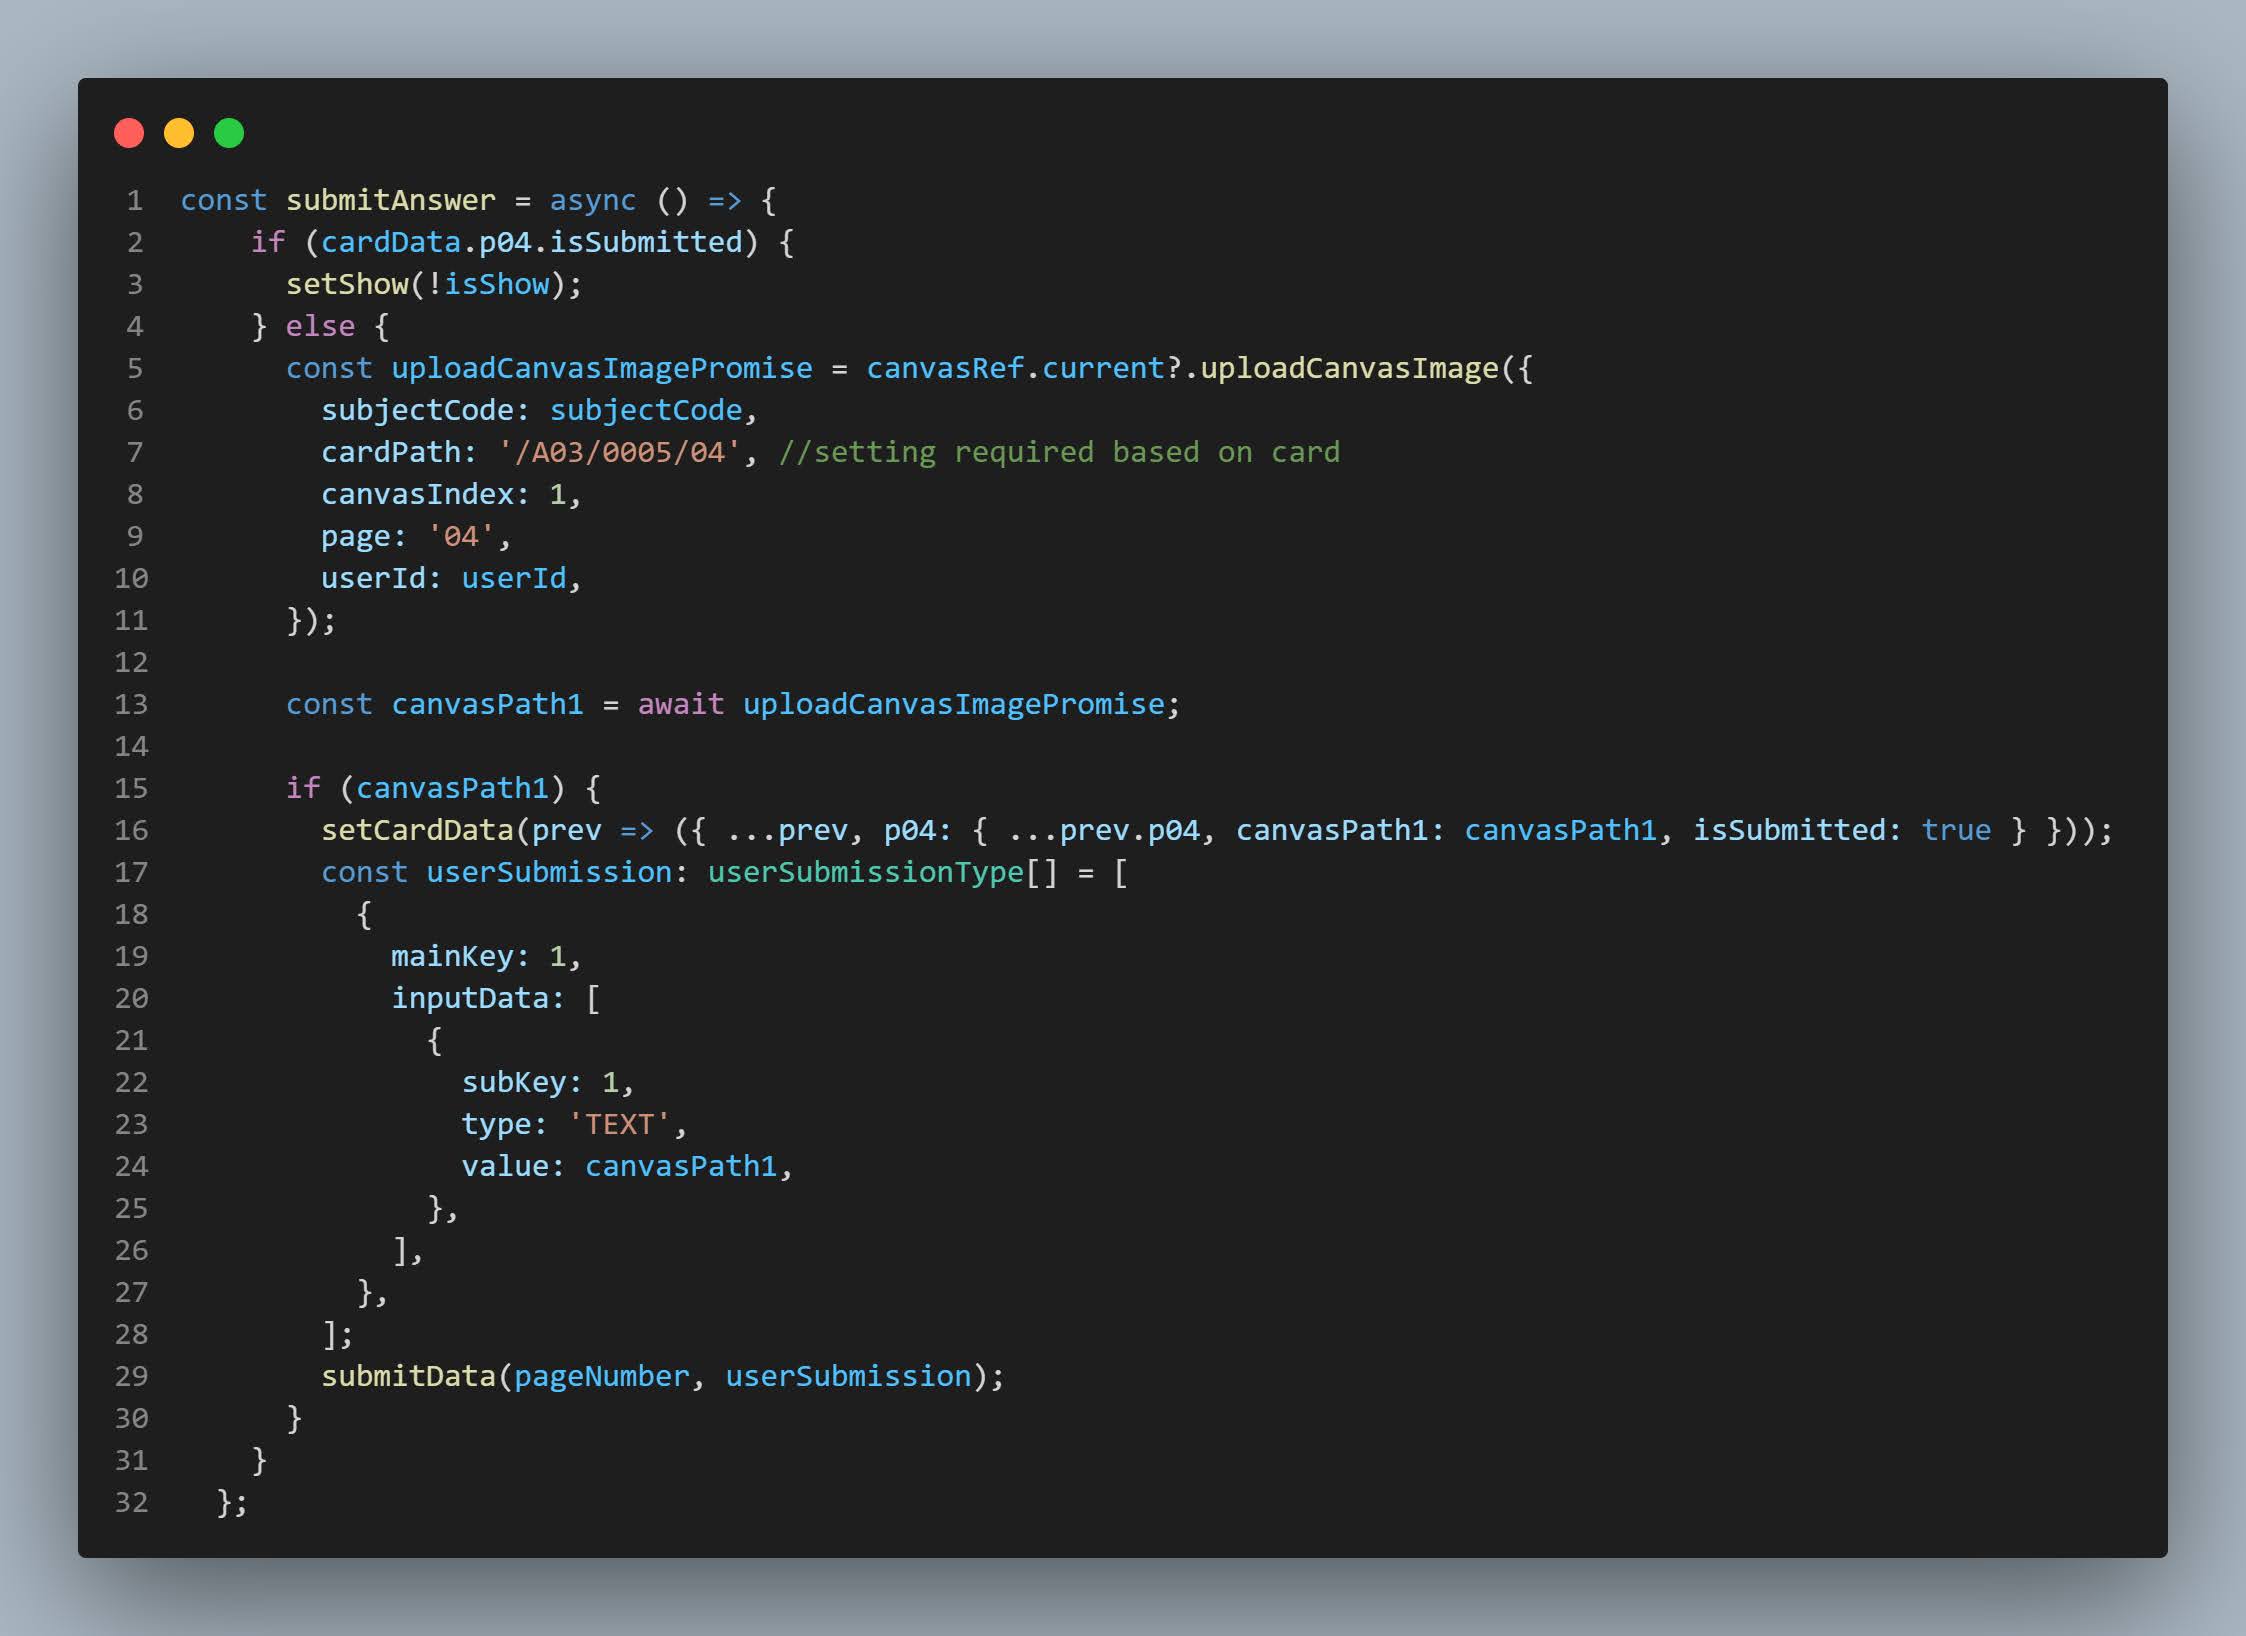 1 const submitAnswer = async () => {
2 if (cardData.p04.isSubmitted) {
3 setShow(!isShow);
4 } else {
5 const uploadCanvasImagePromise = canvasRef.current?.uploadCanvasImage({
6 subjectCode: subjectCode,
7 cardPath: '/A03/0005/04', //setting required based on card
8 canvasIndex: 1,
9 page: '04',
10 userId: userId,
11 });
12
13 const canvasPath1 = await uploadCanvasImagePromise;
14
15 if (canvasPath1) {
16 setCardData(prev => ({ ...prev, p04: { ...prev.p04, canvasPath1: canvasPath1, isSubmitted: true } }));
17 const userSubmission: userSubmissionType[] = [
18 {
19 mainKey: 1,
20 inputData: [
21 {
22 subKey: 1,
23 type: 'TEXT',
24 value: canvasPath1,
25 },
26 ],
27 },
28 ];
29 submitData(pageNumber, userSubmission);
30 }
31 }
32 };